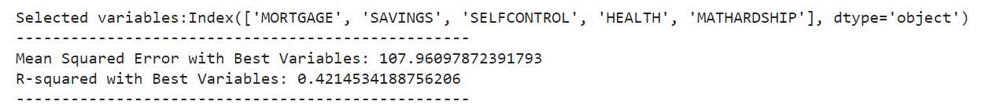 Selected variables:Index(['MORTGAGE', 'SAVINGS', 'SELFCONTROL', 'HEALTH', 'MATHARDSHIP'], dtype='object')
--------------------------------------------------
Mean Squared Error with Best Variables: 107.96097872391793
R-squared with Best Variables: 0.4214534188756206
--------------------------------------------------